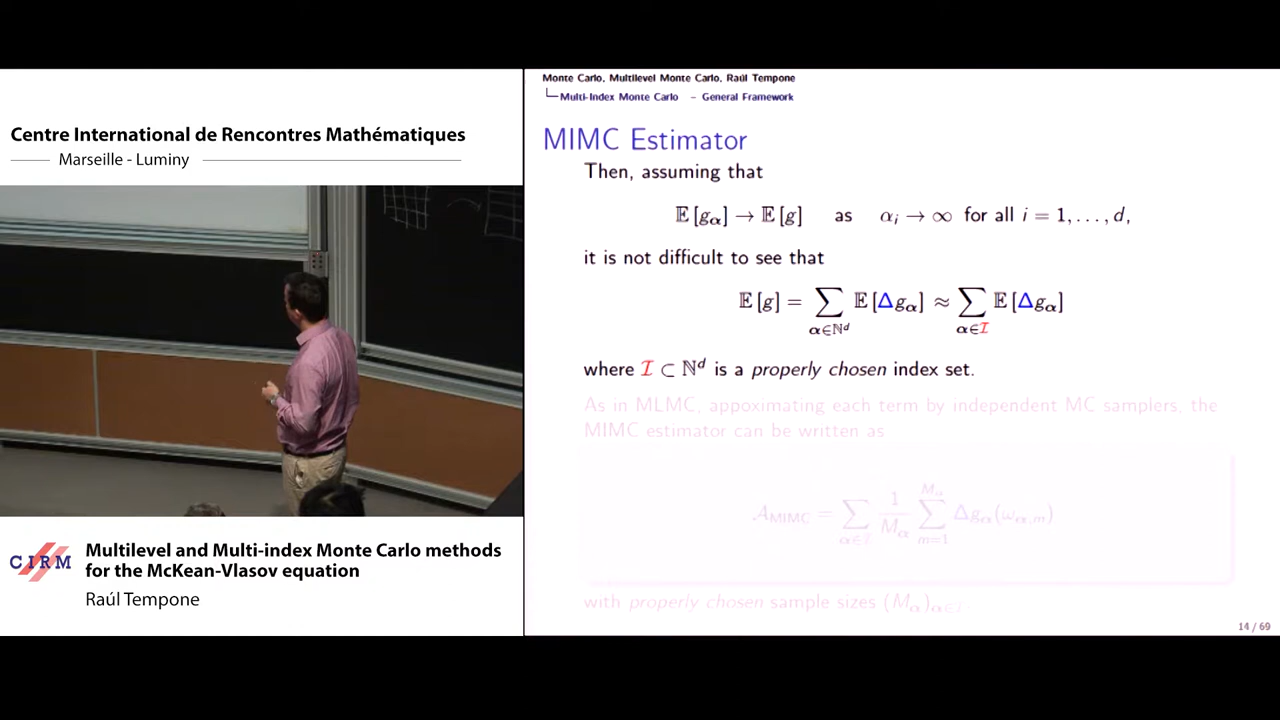 Centre International de Rencontres Mathématiques
Marseille - Luminy
CIRM
Multilevel and Multi-index Monte Carlo methods
for the McKean-Vlasov equation
Raúl Tempone
Monte Carlo, Multilevel Monte Carlo, Raúl Tempone
Multi-Index Monte Carlo – General Framework
MIMC Estimator
Then, assuming that
𝔼 [g_α] → 𝔼 [g] as α_i → ∞ for all i = 1, . . . , d,
it is not difficult to see that
𝔼 [g] = ∑_{α∈ℕ^d} 𝔼 [Δg_α] ≈ ∑_{α∈ℐ} 𝔼 [Δg_α]
where ℐ ⊂ ℕ^d is a properly chosen index set.
As in MLMC, appoximating each term by independent MC samplers, the
MIMC estimator can be written as
𝒜_MIMC = ∑_{α∈ℐ} 1/M_α ∑_{m=1}^{M_α} Δg_α(ω_{α,m})
with properly chosen sample sizes (M_α)_{α∈ℐ}.
14 / 69